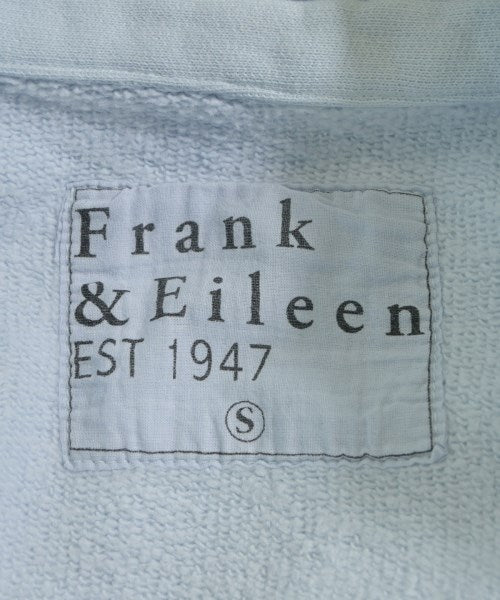 Frank
& Eileen
EST 1947
S